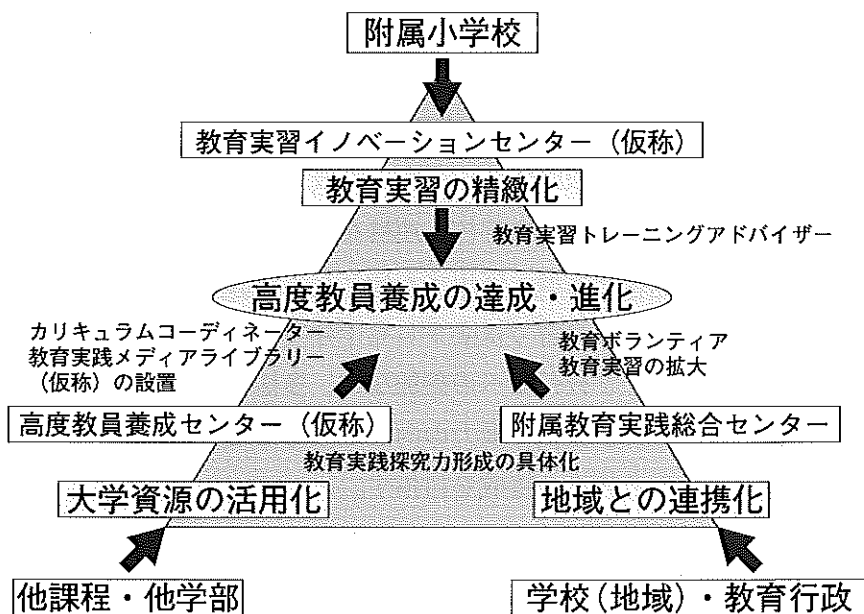 附属小学校
教育実習イノベーションセンター（仮称）
教育実習の精緻化
教育実習トレーニングアドバイザー
高度教員養成の達成・進化
カリキュラムコーディネーター
教育実践メディアライブラリー
（仮称）の設置
教育ボランティア
教育実習の拡大
高度教員養成センター（仮称）
附属教育実践総合センター
教育実践探究力形成の具体化
大学資源の活用化
地域との連携化
他課程・他学部
学校（地域）・教育行政